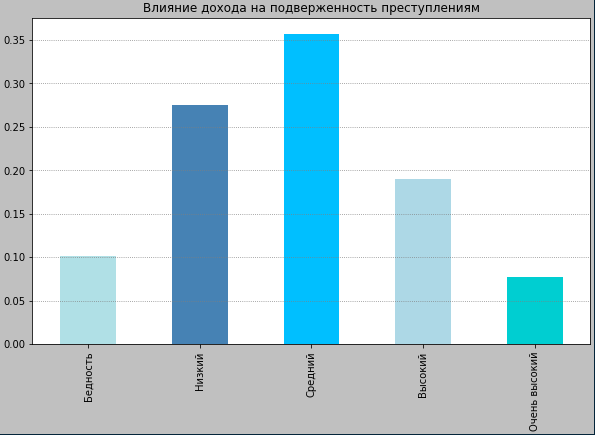 Влияние дохода на подверженность преступлениям
0.35
0.30
0.25
0.20
0.15
0.10
0.05
0.00
Бедность
Низкий
Средний
Высокий
Очень высокий